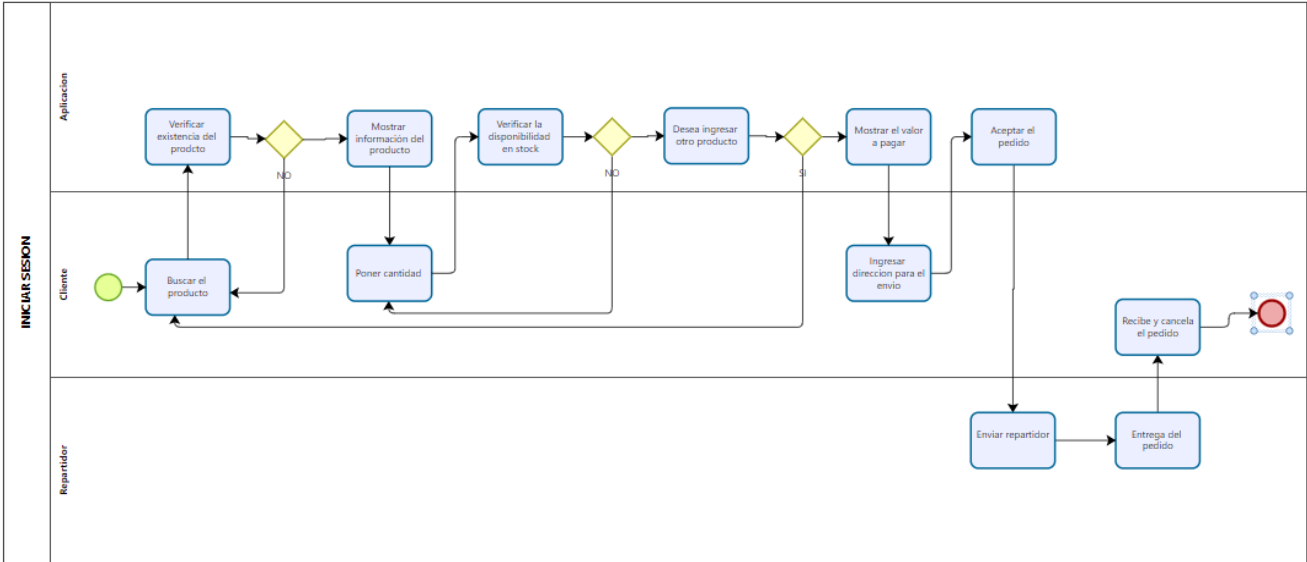 INICIAR SESION
Aplicacion
Verificar
existencia del
prodcto
NO
Mostrar
información del
producto
Verificar la
disponibilidad
en stock
NO
Desea ingresar
otro producto
SI
Mostrar el valor
a pagar
Aceptar el
pedido
Cliente
Buscar el
producto
Poner cantidad
Ingresar
direccion para el
envio
Recibe y cancela
el pedido
Repartidor
Enviar repartidor
Entrega del
pedido